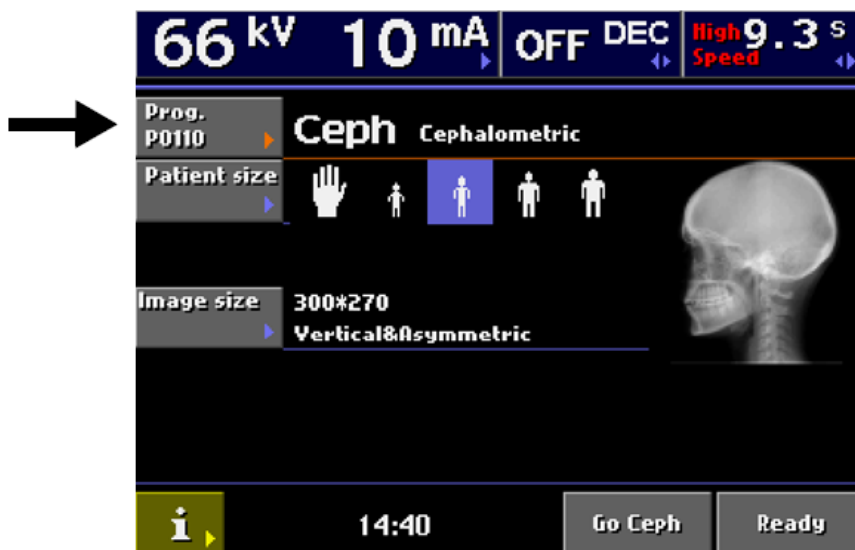 66 kV 10 mA OFF DEC High Speed 9.3 s
Prog.
P0110
Ceph Cephalometric
Patient size
Image size
300*270
Vertical&Asymmetric
i 14:40 Go Ceph Ready